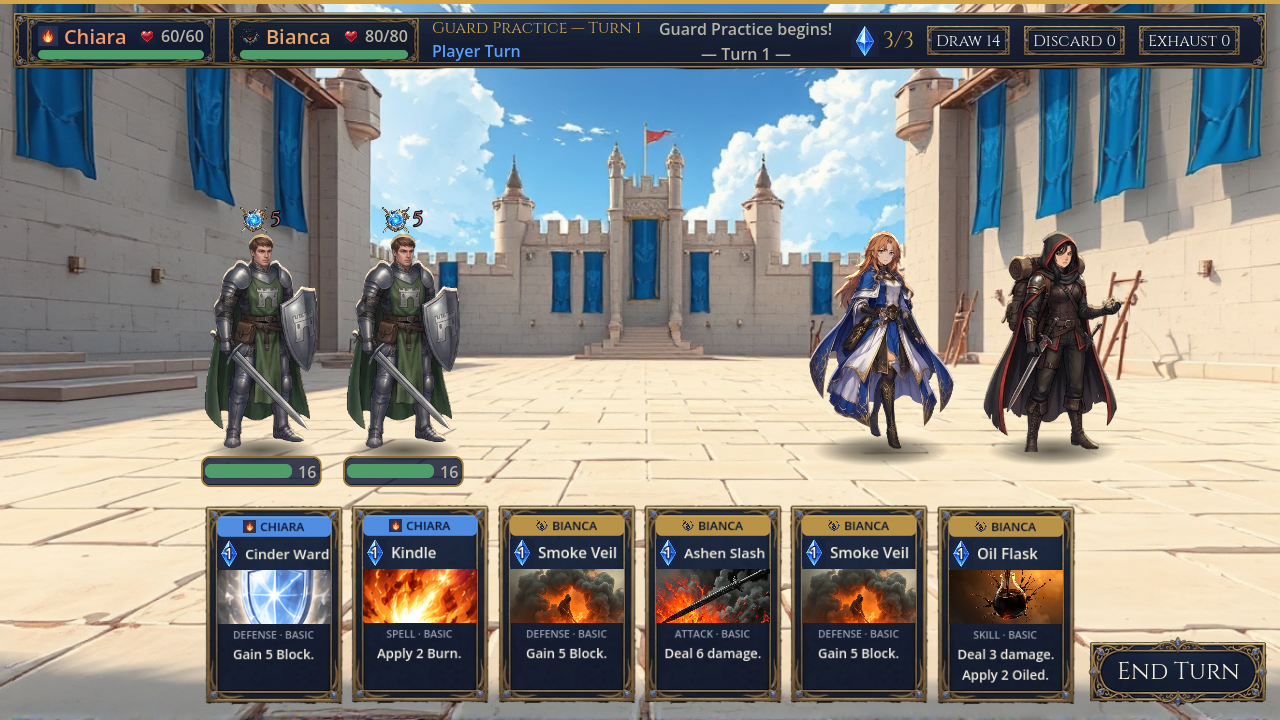 Chiara 60/60
Bianca 80/80
GUARD PRACTICE — TURN 1
Player Turn
Guard Practice begins!
— Turn 1 —
3/3
DRAW 14
DISCARD 0
EXHAUST 0
5
5
16
16
CHIARA
1 Cinder Ward
DEFENSE · BASIC
Gain 5 Block.
CHIARA
1 Kindle
SPELL · BASIC
Apply 2 Burn.
BIANCA
1 Smoke Veil
DEFENSE · BASIC
Gain 5 Block.
BIANCA
1 Ashen Slash
ATTACK · BASIC
Deal 6 damage.
BIANCA
1 Smoke Veil
DEFENSE · BASIC
Gain 5 Block.
BIANCA
1 Oil Flask
SKILL · BASIC
Deal 3 damage.
Apply 2 Oiled.
END TURN